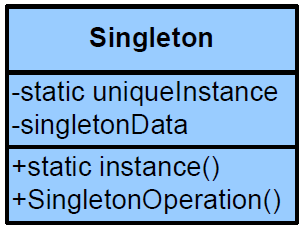 Singleton
-static uniqueInstance
-singletonData
+static instance()
+SingletonOperation()